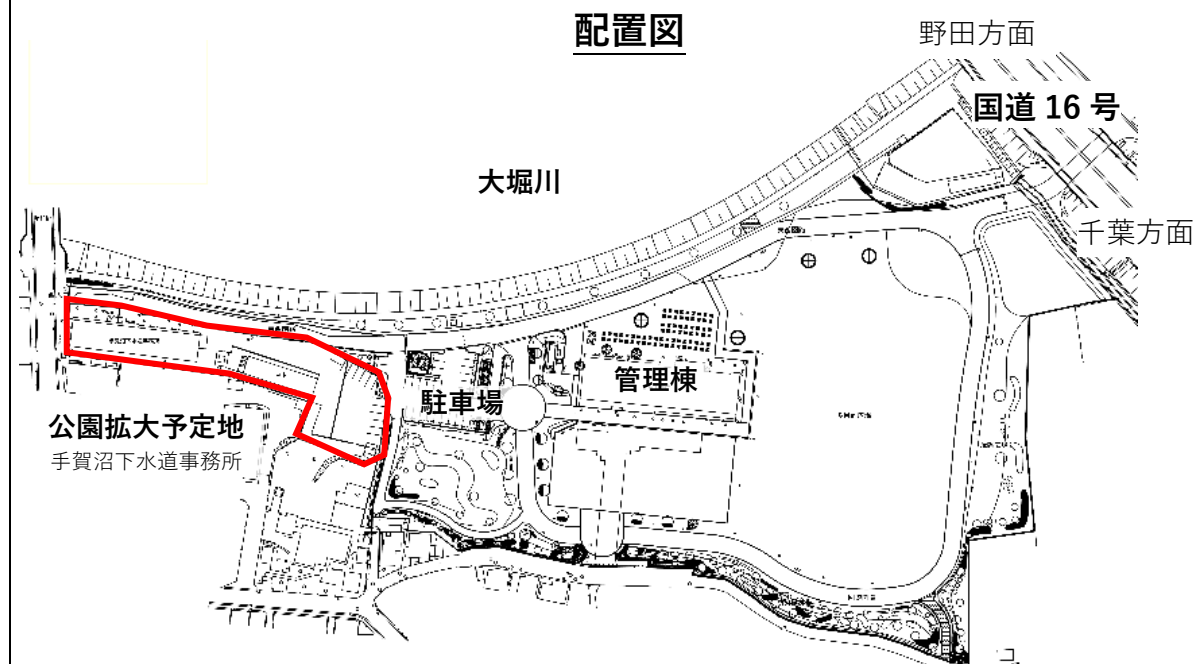 配置図
野田方面
国道 16 号
大堀川
千葉方面
管理棟
駐車場
公園拡大予定地
手賀沼下水道事務所